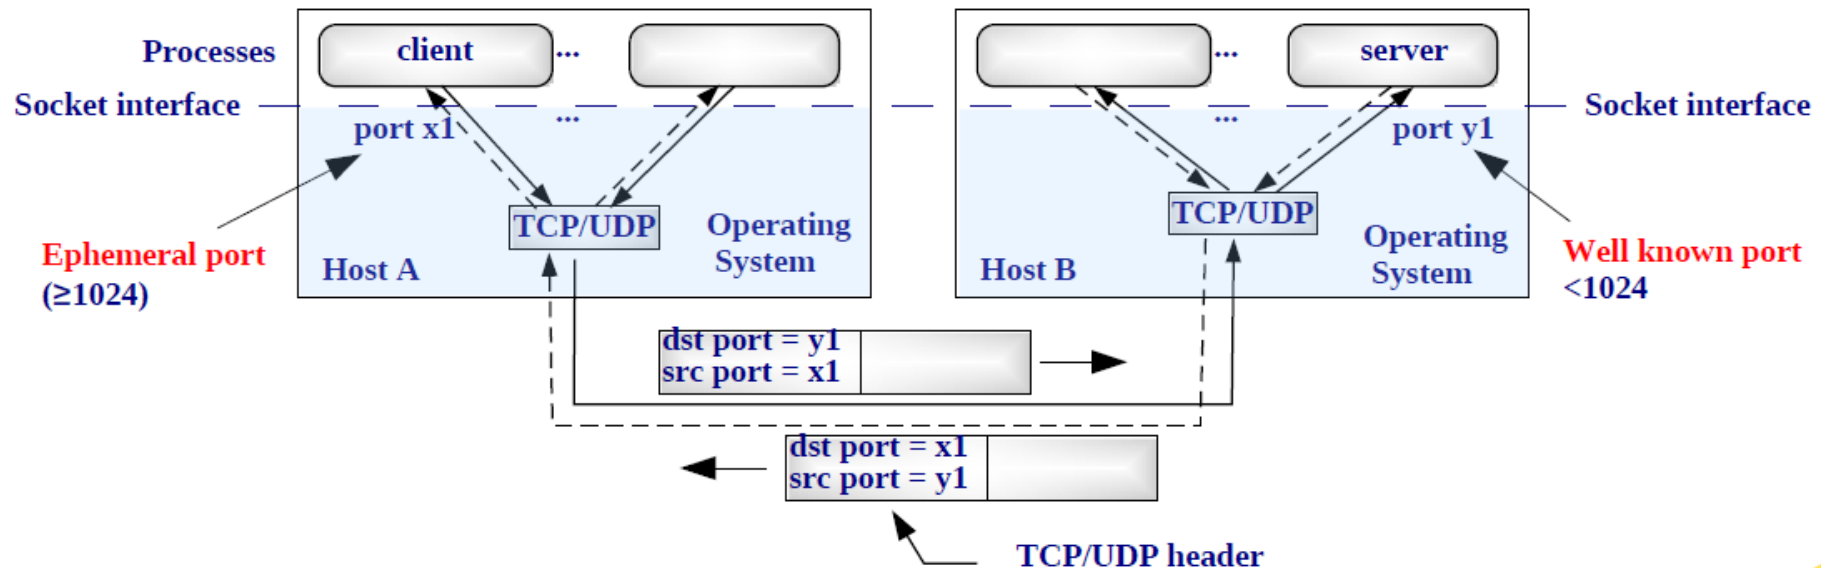 Processes
client
...
...
server
Socket interface
Socket interface
port x1
...
...
port y1
TCP/UDP
Operating
System
Host A
TCP/UDP
Operating
System
Host B
Ephemeral port
(≥1024)
Well known port
<1024
dst port = y1
src port = x1
dst port = x1
src port = y1
TCP/UDP header